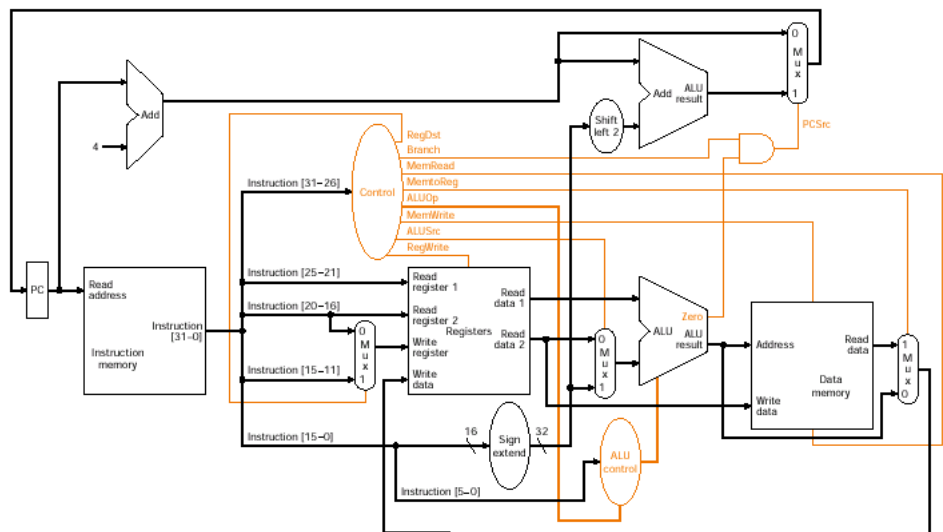 0
M
u
x
1
Add
ALU
result
Add
Shift
left 2
4
PCSrc
RegDst
Branch
MemRead
MemtoReg
ALUOp
MemWrite
ALUSrc
RegWrite
Control
Instruction [31–26]
PC
Read
address
Instruction
[31–0]
Instruction
memory
Instruction [25–21]
Instruction [20–16]
Instruction [15–11]
Instruction [15–0]
Instruction [5–0]
0
M
u
x
1
Read
register 1
Read
register 2
Write
register
Write
data
Registers
Read
data 1
Read
data 2
0
M
u
x
1
Zero
ALU
ALU
result
Address
Write
data
Read
data
Data
memory
1
M
u
x
0
16
Sign
extend
32
ALU
control